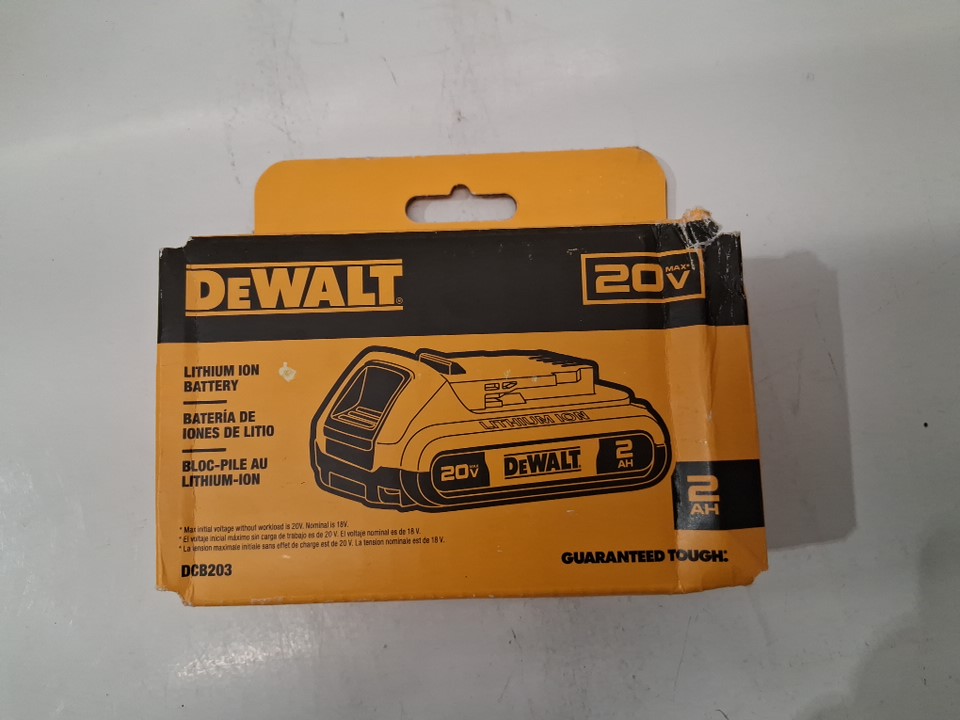 DEWALT®
20V MAX*
LITHIUM ION
BATTERY
BATERÍA DE
IONES DE LITIO
BLOC-PILE AU
LITHIUM-ION
LITHIUM ION
20V MAX*
DEWALT
2
AH
2
AH
* Max initial voltage without workload is 20V. Nominal is 18V.
* El voltaje inicial máximo sin carga de trabajo es de 20 V. El voltaje nominal es de 18 V.
* La tension maximale initiale sans effet de charge est de 20 V. La tension nominale est de 18 V.
DCB203
GUARANTEED TOUGH.®